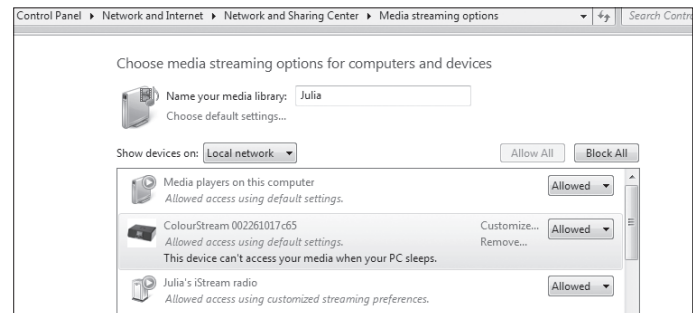 Control Panel ▸ Network and Internet ▸ Network and Sharing Center ▸ Media streaming options
Search Contr
Choose media streaming options for computers and devices
Name your media library: Julia
Choose default settings...
Show devices on: Local network
Allow All Block All
Media players on this computer
Allowed access using default settings.
Allowed
ColourStream 002261017c65
Allowed access using default settings.
This device can't access your media when your PC sleeps.
Customize...
Remove...
Allowed
Julia's iStream radio
Allowed access using customized streaming preferences.
Allowed